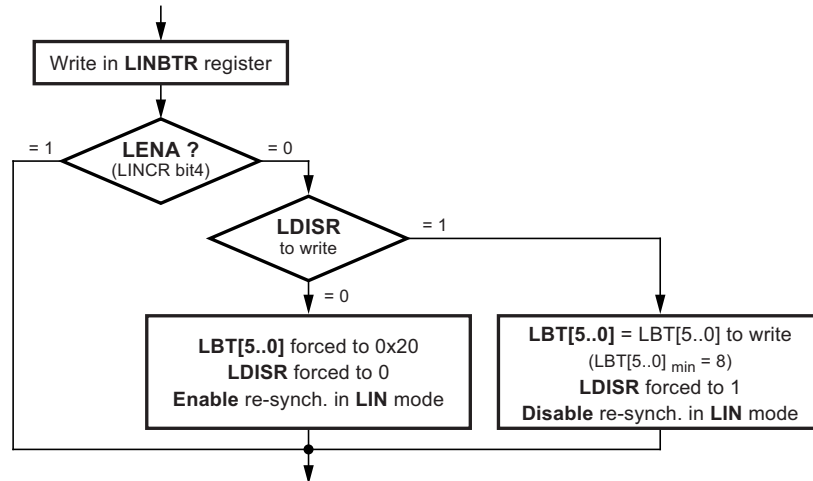 Write in LINBTR register
= 1
LENA ?
= 0
(LINCR bit4)
LDISR
to write
= 1
= 0
LBT[5..0] forced to 0x20
LDISR forced to 0
Enable re-synch. in LIN mode
LBT[5..0] = LBT[5..0] to write
(LBT[5..0] min = 8)
LDISR forced to 1
Disable re-synch. in LIN mode